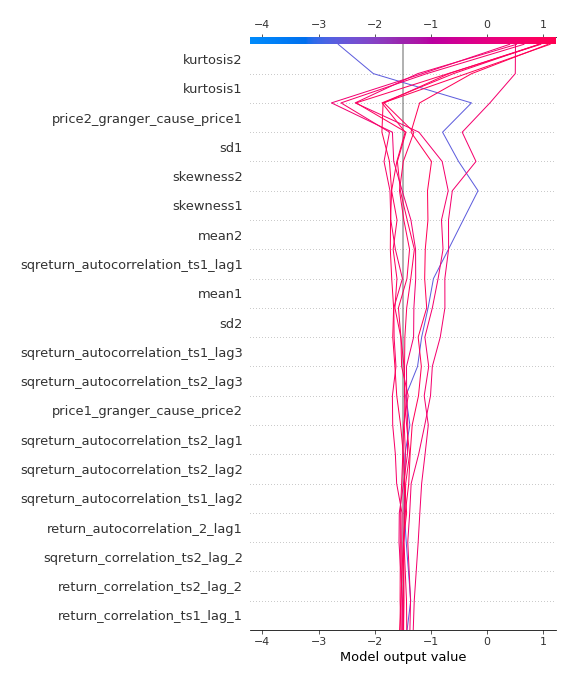 −4 −3 −2 −1 0 1
kurtosis2
kurtosis1
price2_granger_cause_price1
sd1
skewness2
skewness1
mean2
sqreturn_autocorrelation_ts1_lag1
mean1
sd2
sqreturn_autocorrelation_ts1_lag3
sqreturn_autocorrelation_ts2_lag3
price1_granger_cause_price2
sqreturn_autocorrelation_ts2_lag1
sqreturn_autocorrelation_ts2_lag2
sqreturn_autocorrelation_ts1_lag2
return_autocorrelation_2_lag1
sqreturn_correlation_ts2_lag_2
return_correlation_ts2_lag_2
return_correlation_ts1_lag_1
−4 −3 −2 −1 0 1
Model output value